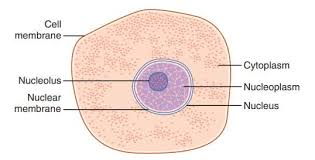 Cell
membrane
Nucleolus
Nuclear
membrane
Cytoplasm
Nucleoplasm
Nucleus